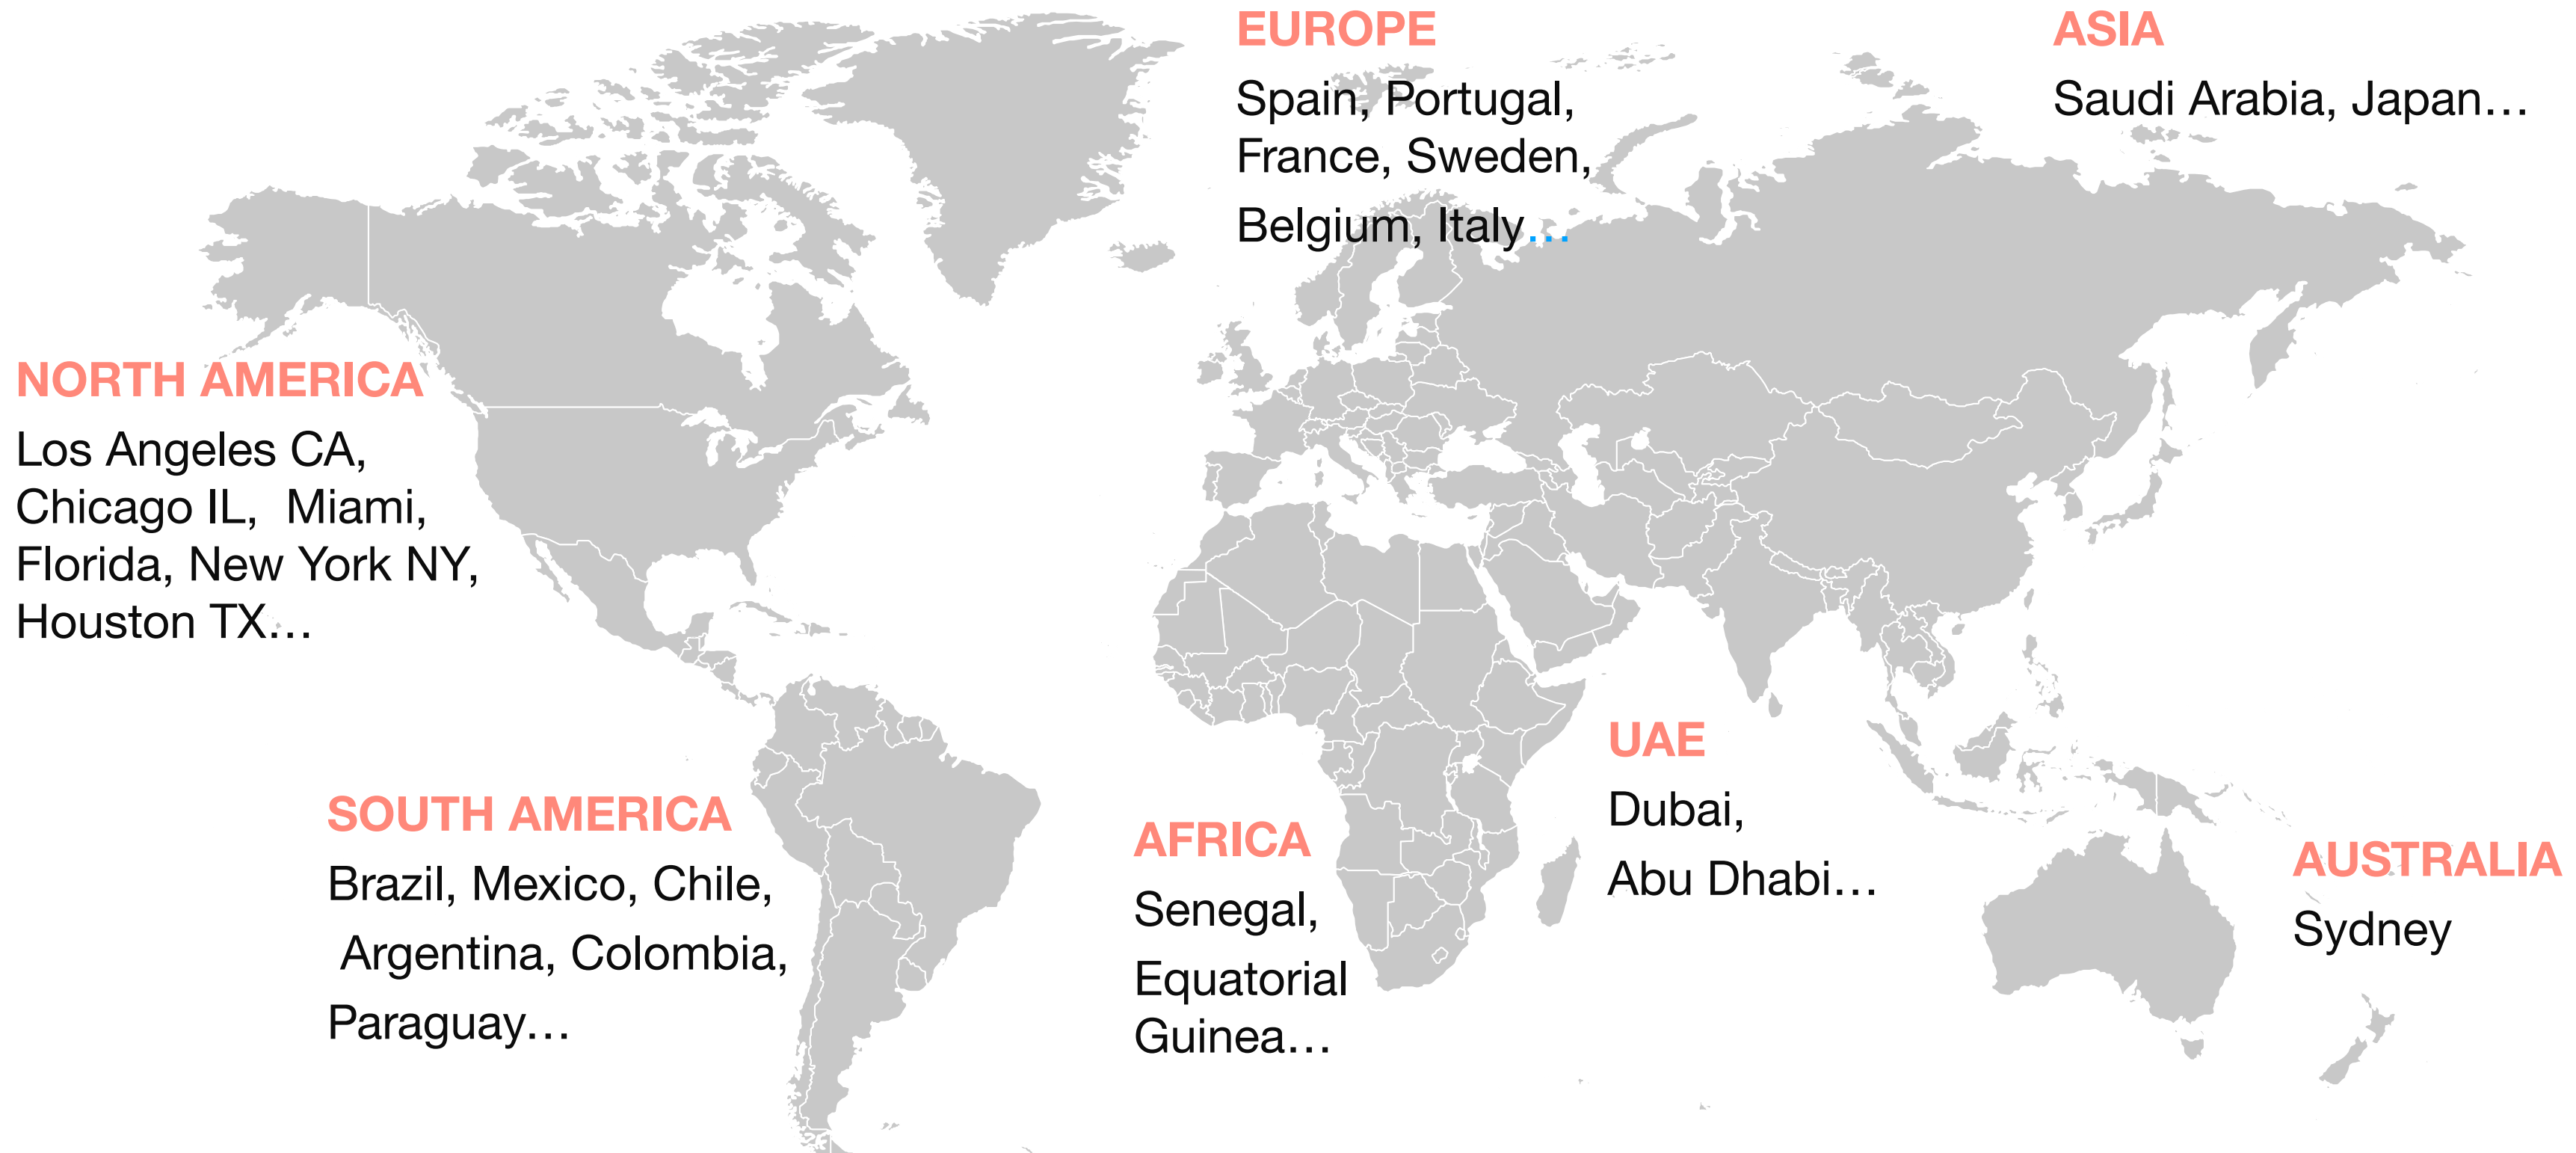 EUROPE
Spain, Portugal,
France, Sweden,
Belgium, Italy…
ASIA
Saudi Arabia, Japan…
NORTH AMERICA
Los Angeles CA,
Chicago IL,  Miami,
Florida, New York NY,
Houston TX…
SOUTH AMERICA
Brazil, Mexico, Chile,
Argentina, Colombia,
Paraguay…
AFRICA
Senegal,
Equatorial
Guinea…
UAE
Dubai,
Abu Dhabi…
AUSTRALIA
Sydney